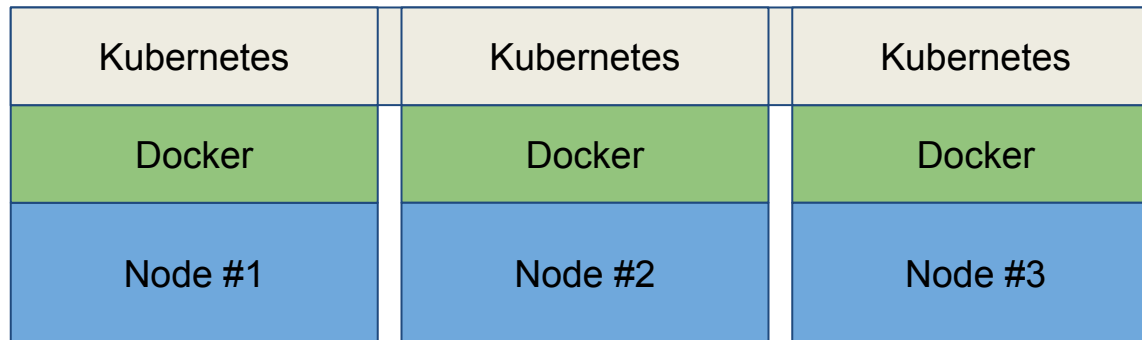 Kubernetes
Kubernetes
Kubernetes
Docker
Docker
Docker
Node #1
Node #2
Node #3